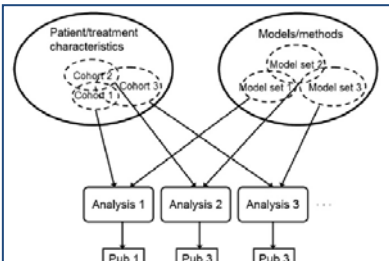 Patient/treatment
characteristics
Models/methods
Cohort 2
Cohort 3
Cohort 1
Model set 2
Model set 1
Model set 3
Analysis 1
Analysis 2
Analysis 3
...
Pub 1
Pub 3
Pub 3